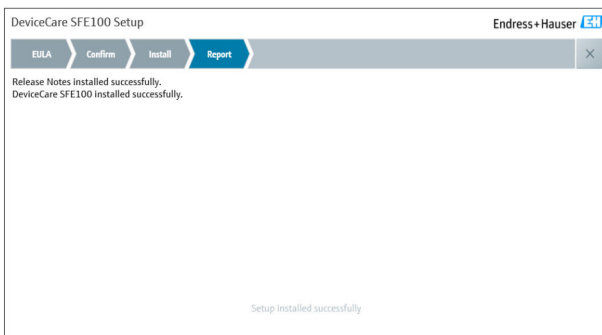 DeviceCare SFE100 Setup
Endress+Hauser EH
EULA
Confirm
Install
Report
Release Notes installed successfully.
DeviceCare SFE100 installed successfully.
Setup installed successfully